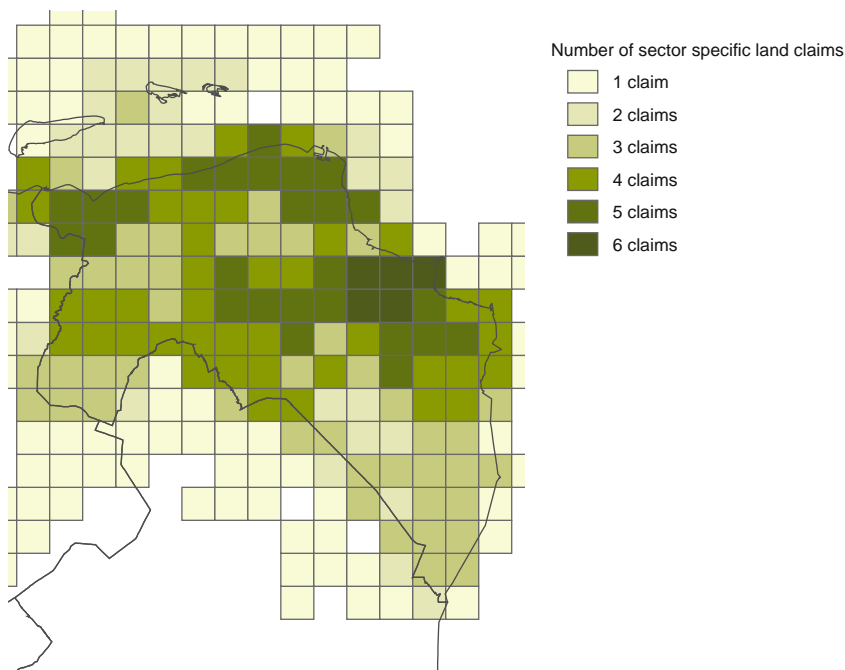 Number of sector specific land claims
1 claim
2 claims
3 claims
4 claims
5 claims
6 claims